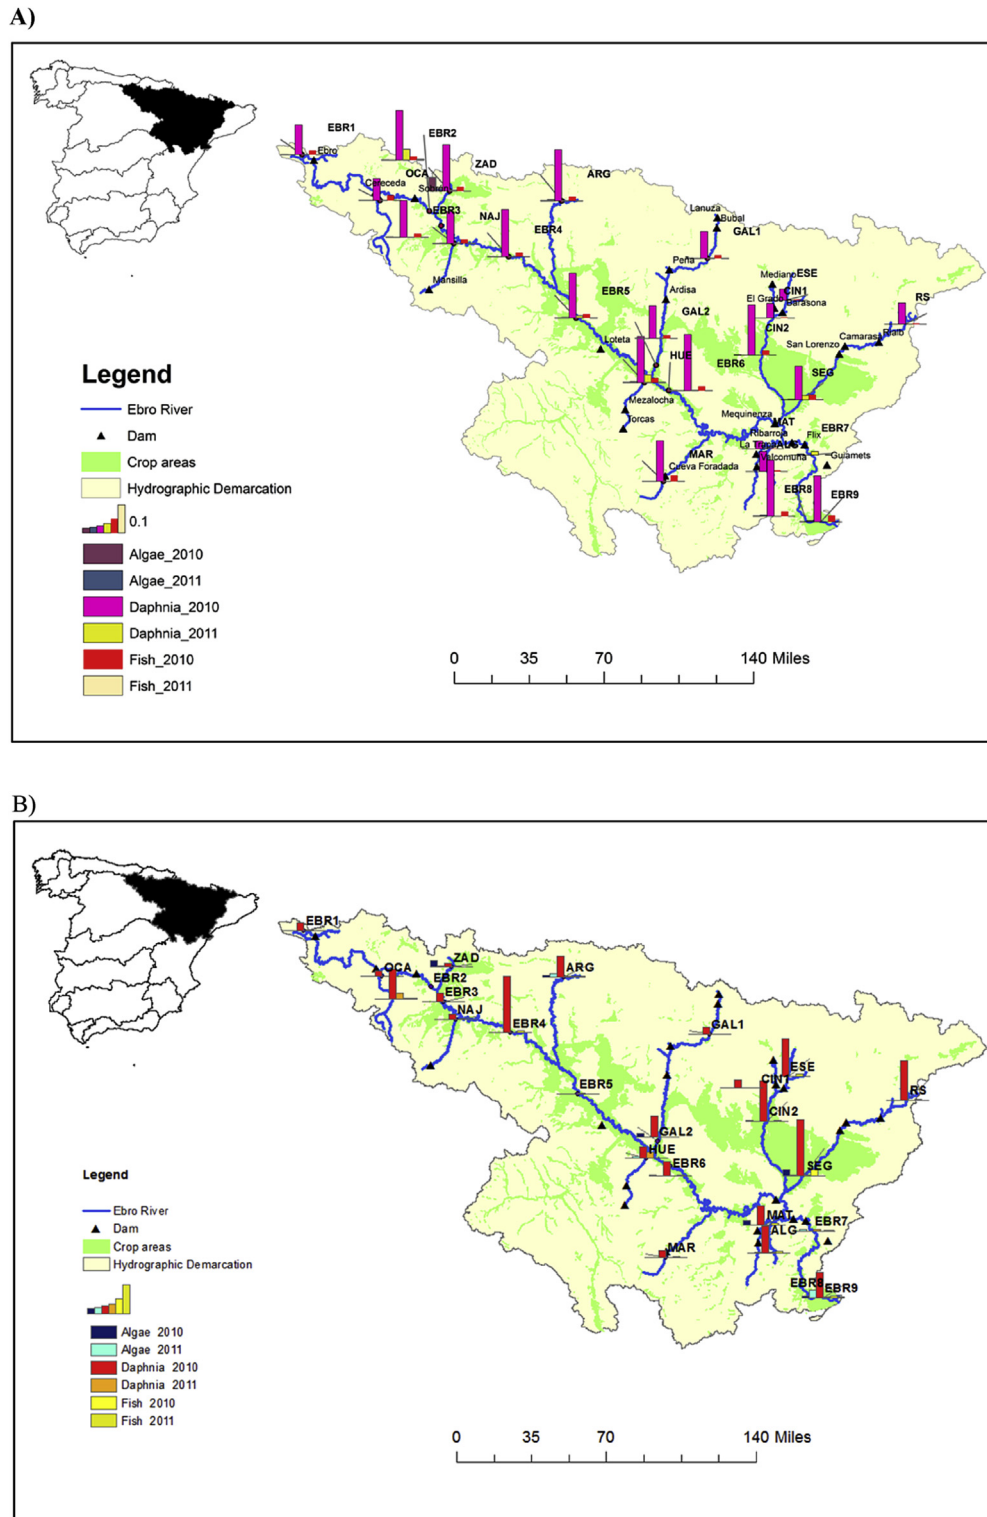 A)
EBR1
Ebro
EBR2
OCA
ZAD
Cereceda
Sobrón
EBR3
NAJ
ARG
EBR4
Mansilla
Lanuza
Bubal
GAL1
Peña
Ardisa
EBR5
GAL2
Mediano
ESE
El Grado
CIN1
Barasona
CIN2
RS
Rialb
Camarasa
San Lorenzo
Loteta
HUE
EBR6
SEG
Mezalocha
Torcas
Mequinenza
MAT
Ribarroja
Flix
EBR7
ALG
Guiamets
MAR
Cueva Foradada
EBR8
EBR9
Legend
Ebro River
Dam
Crop areas
Hydrographic Demarcation
0.1
Algae_2010
Algae_2011
Daphnia_2010
Daphnia_2011
Fish_2010
Fish_2011
0 35 70 140 Miles
B)
EBR1
OCA
ZAD
EBR2
EBR3
NAJ
EBR4
ARG
GAL1
EBR5
ESE
CIN1
CIN2
RS
GAL2
HUE
EBR6
SEG
MAT
EBR7
ALG
MAR
EBR8
EBR9
Legend
Ebro River
Dam
Crop areas
Hydrographic Demarcation
Algae 2010
Algae 2011
Daphnia 2010
Daphnia 2011
Fish 2010
Fish 2011
0 35 70 140 Miles